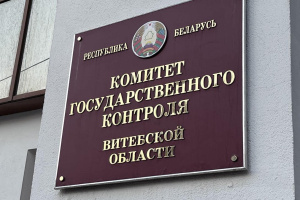 РЕСПУБЛИКА БЕЛАРУСЬ
КОМИТЕТ
ГОСУДАРСТВЕННОГО
КОНТРОЛЯ
ВИТЕБСКОЙ
ОБЛАСТИ